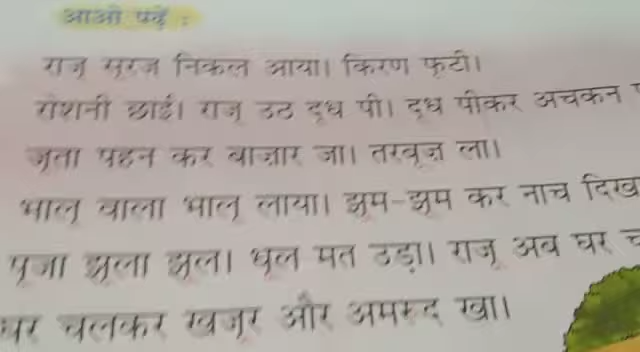 आओ पढ़ें :
राजू सूरज निकल आया। किरण फूटी।
रोशनी छाई। राजू उठ दूध पी। दूध पीकर अचकन
जूता पहन कर बाज़ार जा। तरबूज ला।
भालू वाला भालू लाया। झूम-झूम कर नाच दिख
पूजा झूला झूल। धूल मत उड़ा। राजू अब घर
घर चलकर खजूर और अमरूद खा।